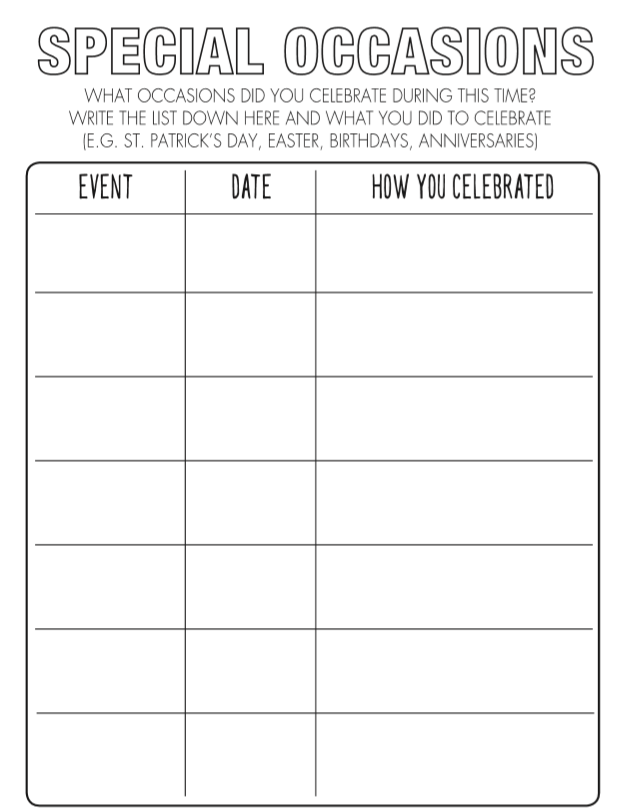 SPECIAL OCCASIONS
WHAT OCCASIONS DID YOU CELEBRATE DURING THIS TIME?
WRITE THE LIST DOWN HERE AND WHAT YOU DID TO CELEBRATE
(E.G. ST. PATRICK'S DAY, EASTER, BIRTHDAYS, ANNIVERSARIES)
EVENT DATE HOW YOU CELEBRATED